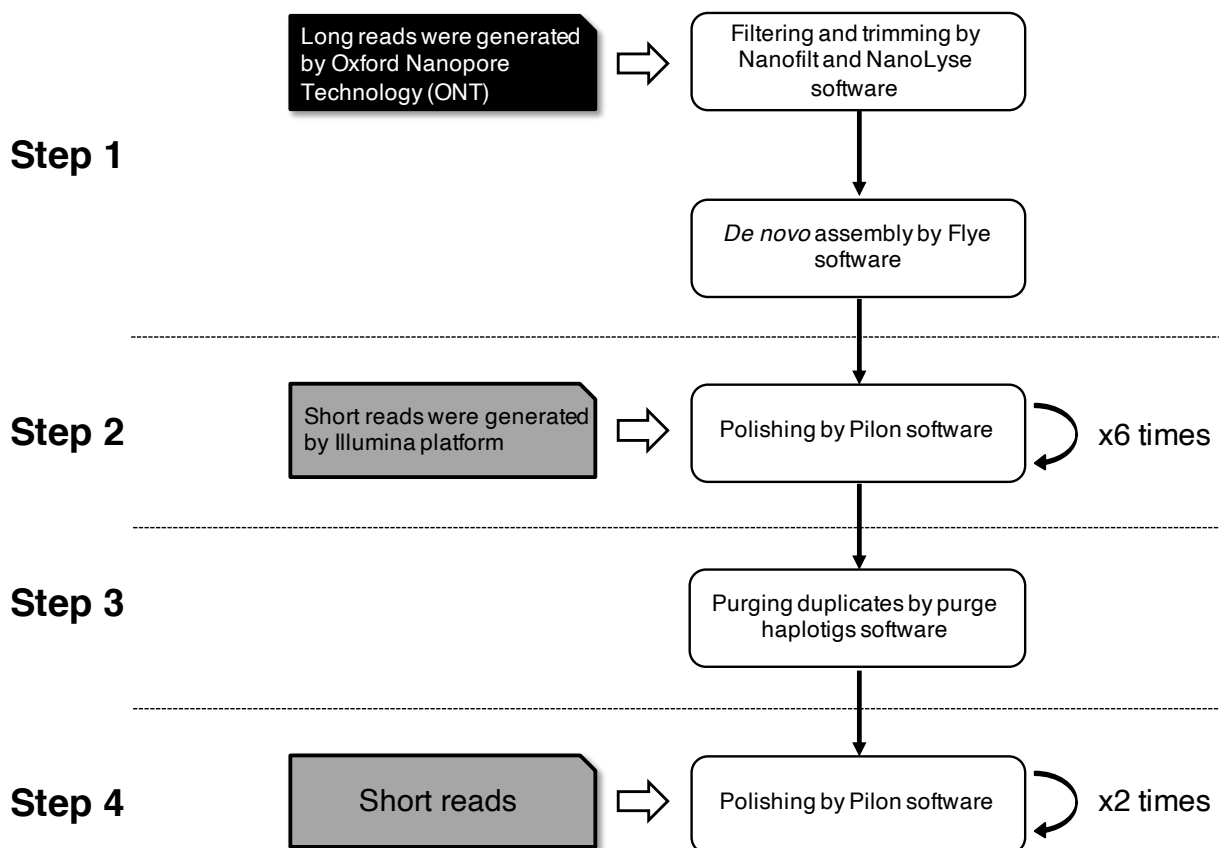 Long reads were generated
by Oxford Nanopore
Technology (ONT)
Filtering and trimming by
Nanofilt and NanoLyse
software
Step 1
De novo assembly by Flye
software
Step 2
Short reads were generated
by Illumina platform
Polishing by Pilon software
x6 times
Step 3
Purging duplicates by purge
haplotigs software
Step 4
Short reads
Polishing by Pilon software
x2 times